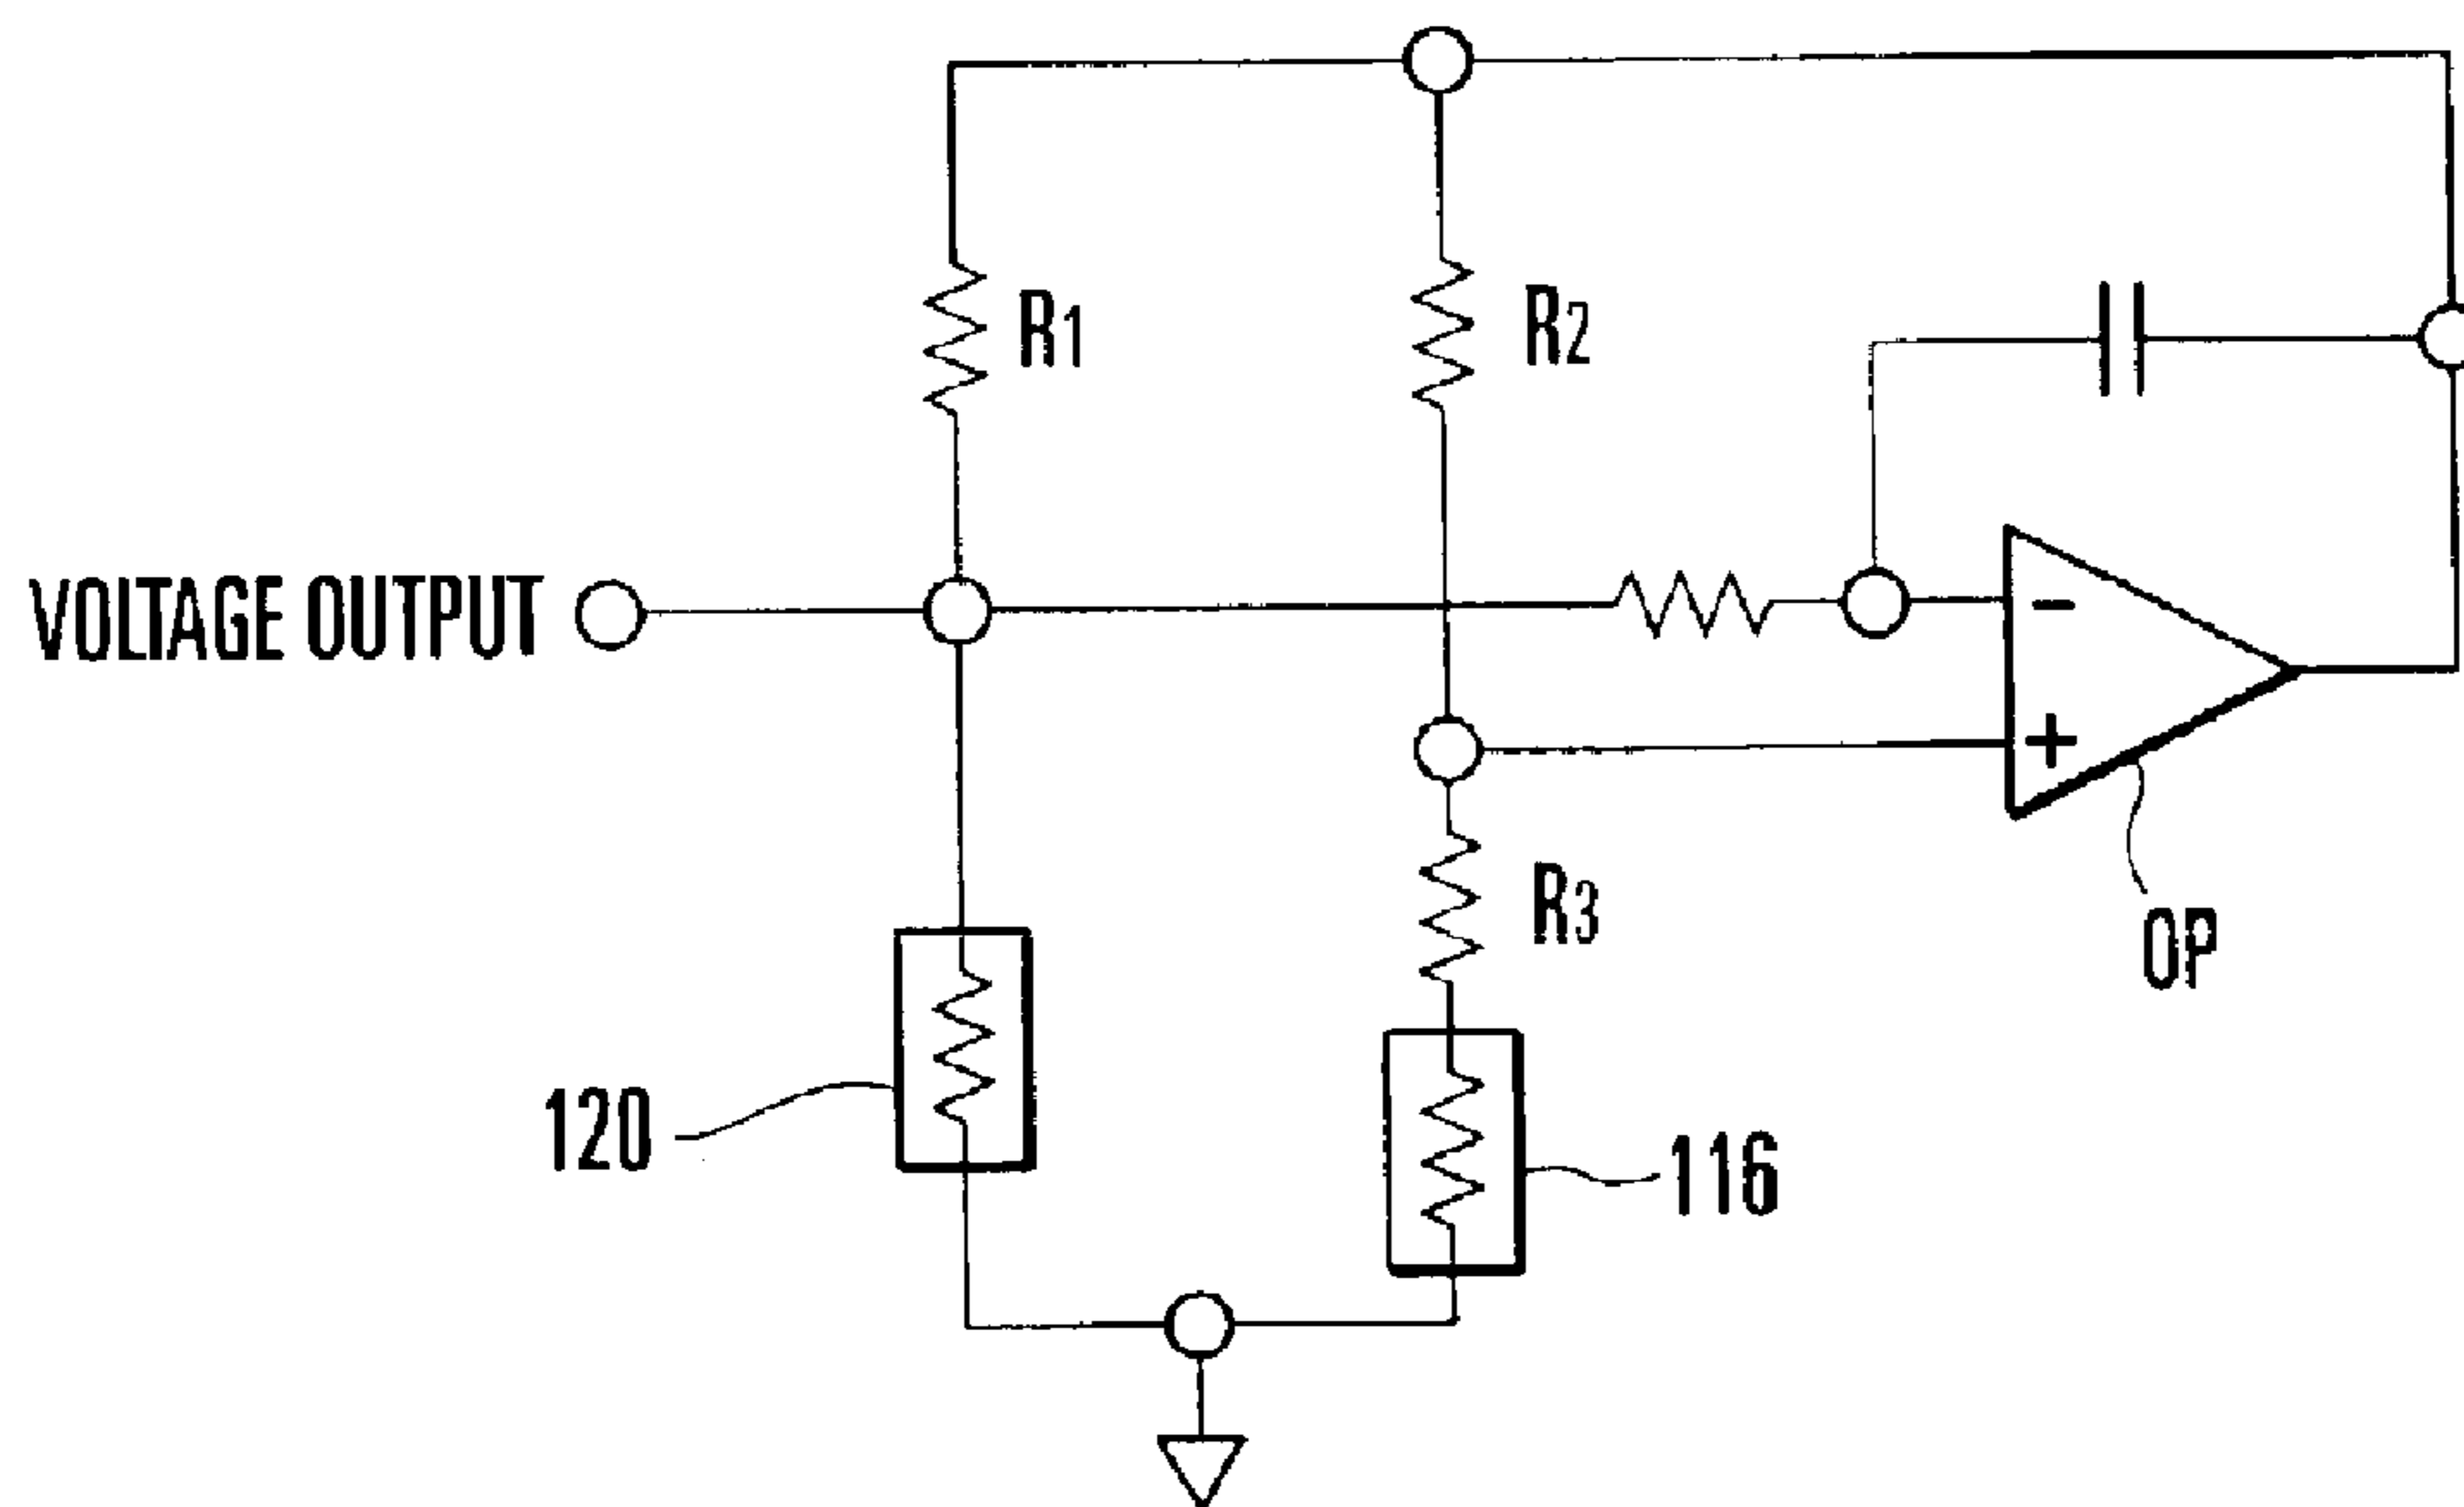 R1
R2
VOLTAGE OUTPUT
-
+
R3
OP
120
116